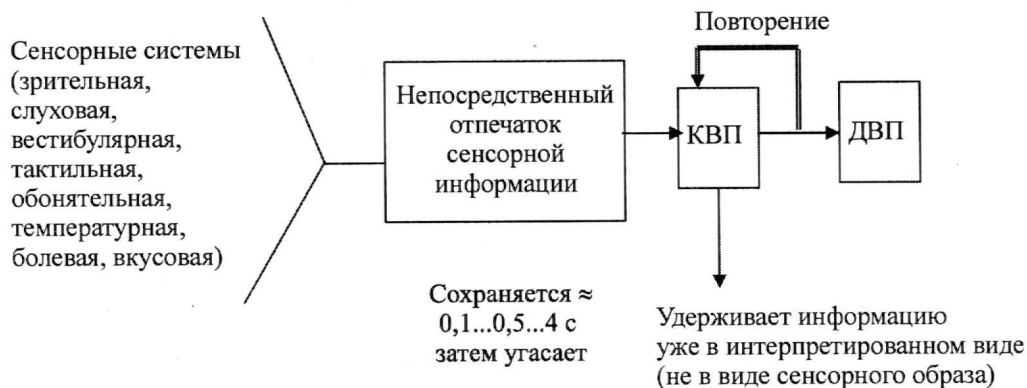 Сенсорные системы
(зрительная,
слуховая,
вестибулярная,
тактильная,
обонятельная,
температурная,
болевая, вкусовая)
Непосредственный
отпечаток
сенсорной
информации
Сохраняется ≈
0,1...0,5...4 с
затем угасает
Повторение
КВП
ДВП
Удерживает информацию
уже в интерпретированном виде
(не в виде сенсорного образа)